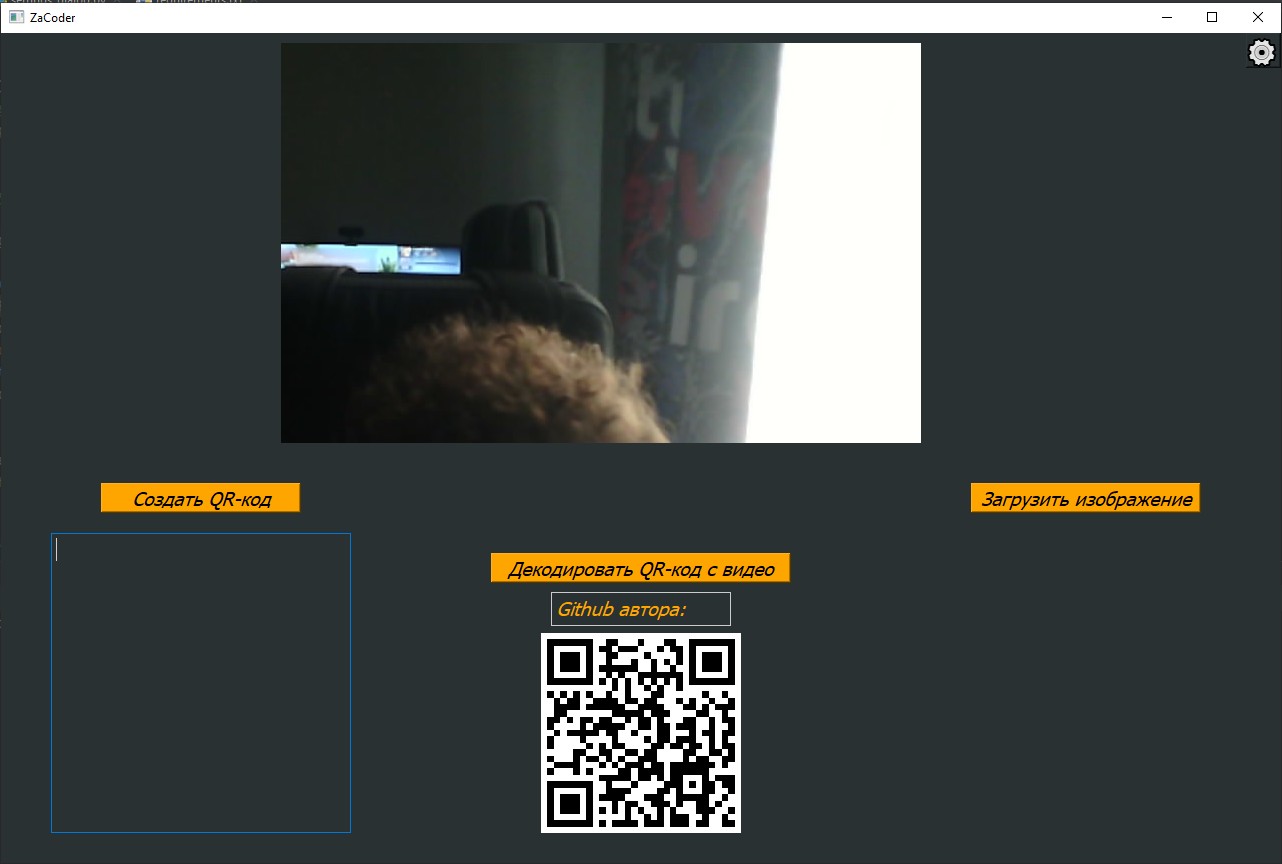 ZaCoder
Создать QR-код
Загрузить изображение
Декодировать QR-код с видео
Github автора: